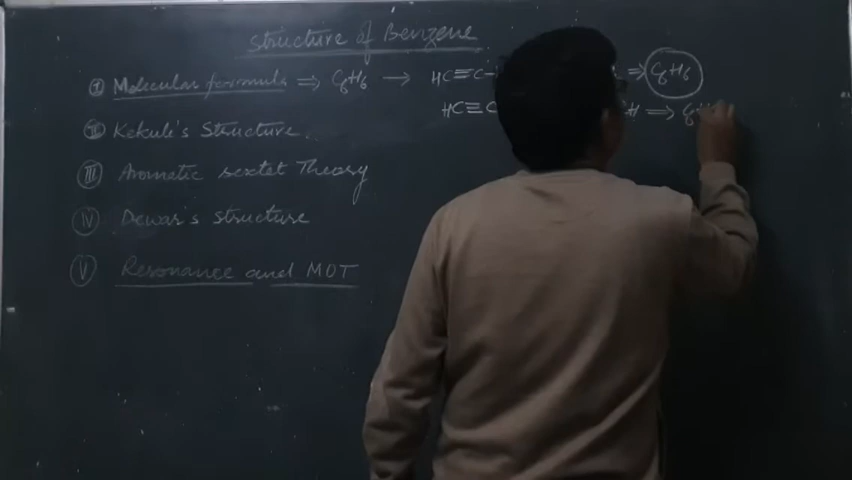 Structure of Benzene
I Molecular formula ⇒ C6H6 → HC≡C- ⇒ C6H6
HC≡C H ⇒
II Kekule's Structure.
III Aromatic sextet Theory
IV Dewar's structure
V Resonance and MOT